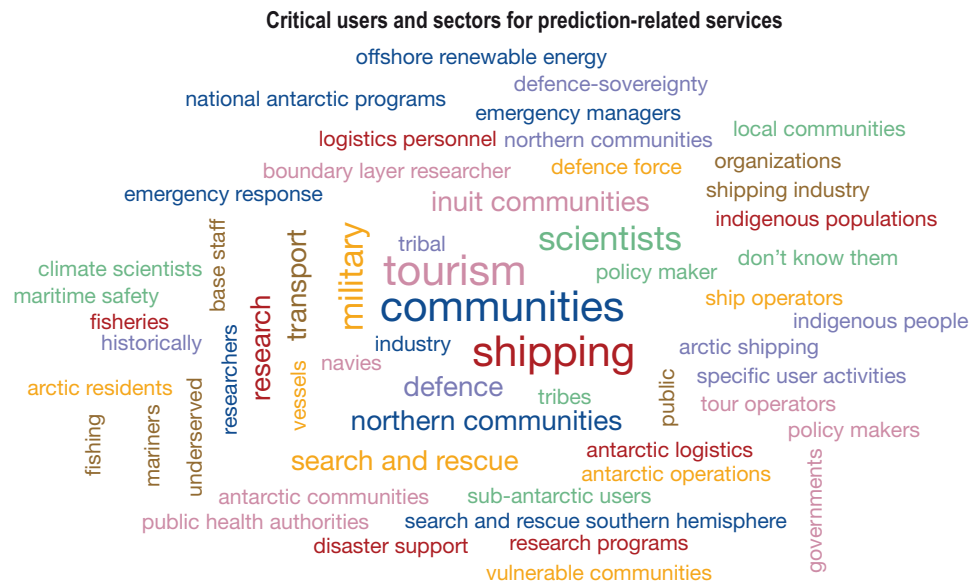 Critical users and sectors for prediction-related services
offshore renewable energy
defence-sovereignty
national antarctic programs
emergency managers
local communities
logistics personnel
northern communities
organizations
boundary layer researcher
defence force
shipping industry
emergency response
inuit communities
indigenous populations
base staff
transport
military
tribal
scientists
don't know them
climate scientists
tourism
policy maker
maritime safety
communities
ship operators
fisheries
indigenous people
historically
researchers
research
industry
shipping
arctic shipping
vessels
navies
arctic residents
defence
tribes
public
specific user activities
tour operators
fishing
mariners
underserved
northern communities
policy makers
search and rescue
antarctic logistics
antarctic operations
governments
antarctic communities
sub-antarctic users
public health authorities
search and rescue southern hemisphere
disaster support
research programs
vulnerable communities